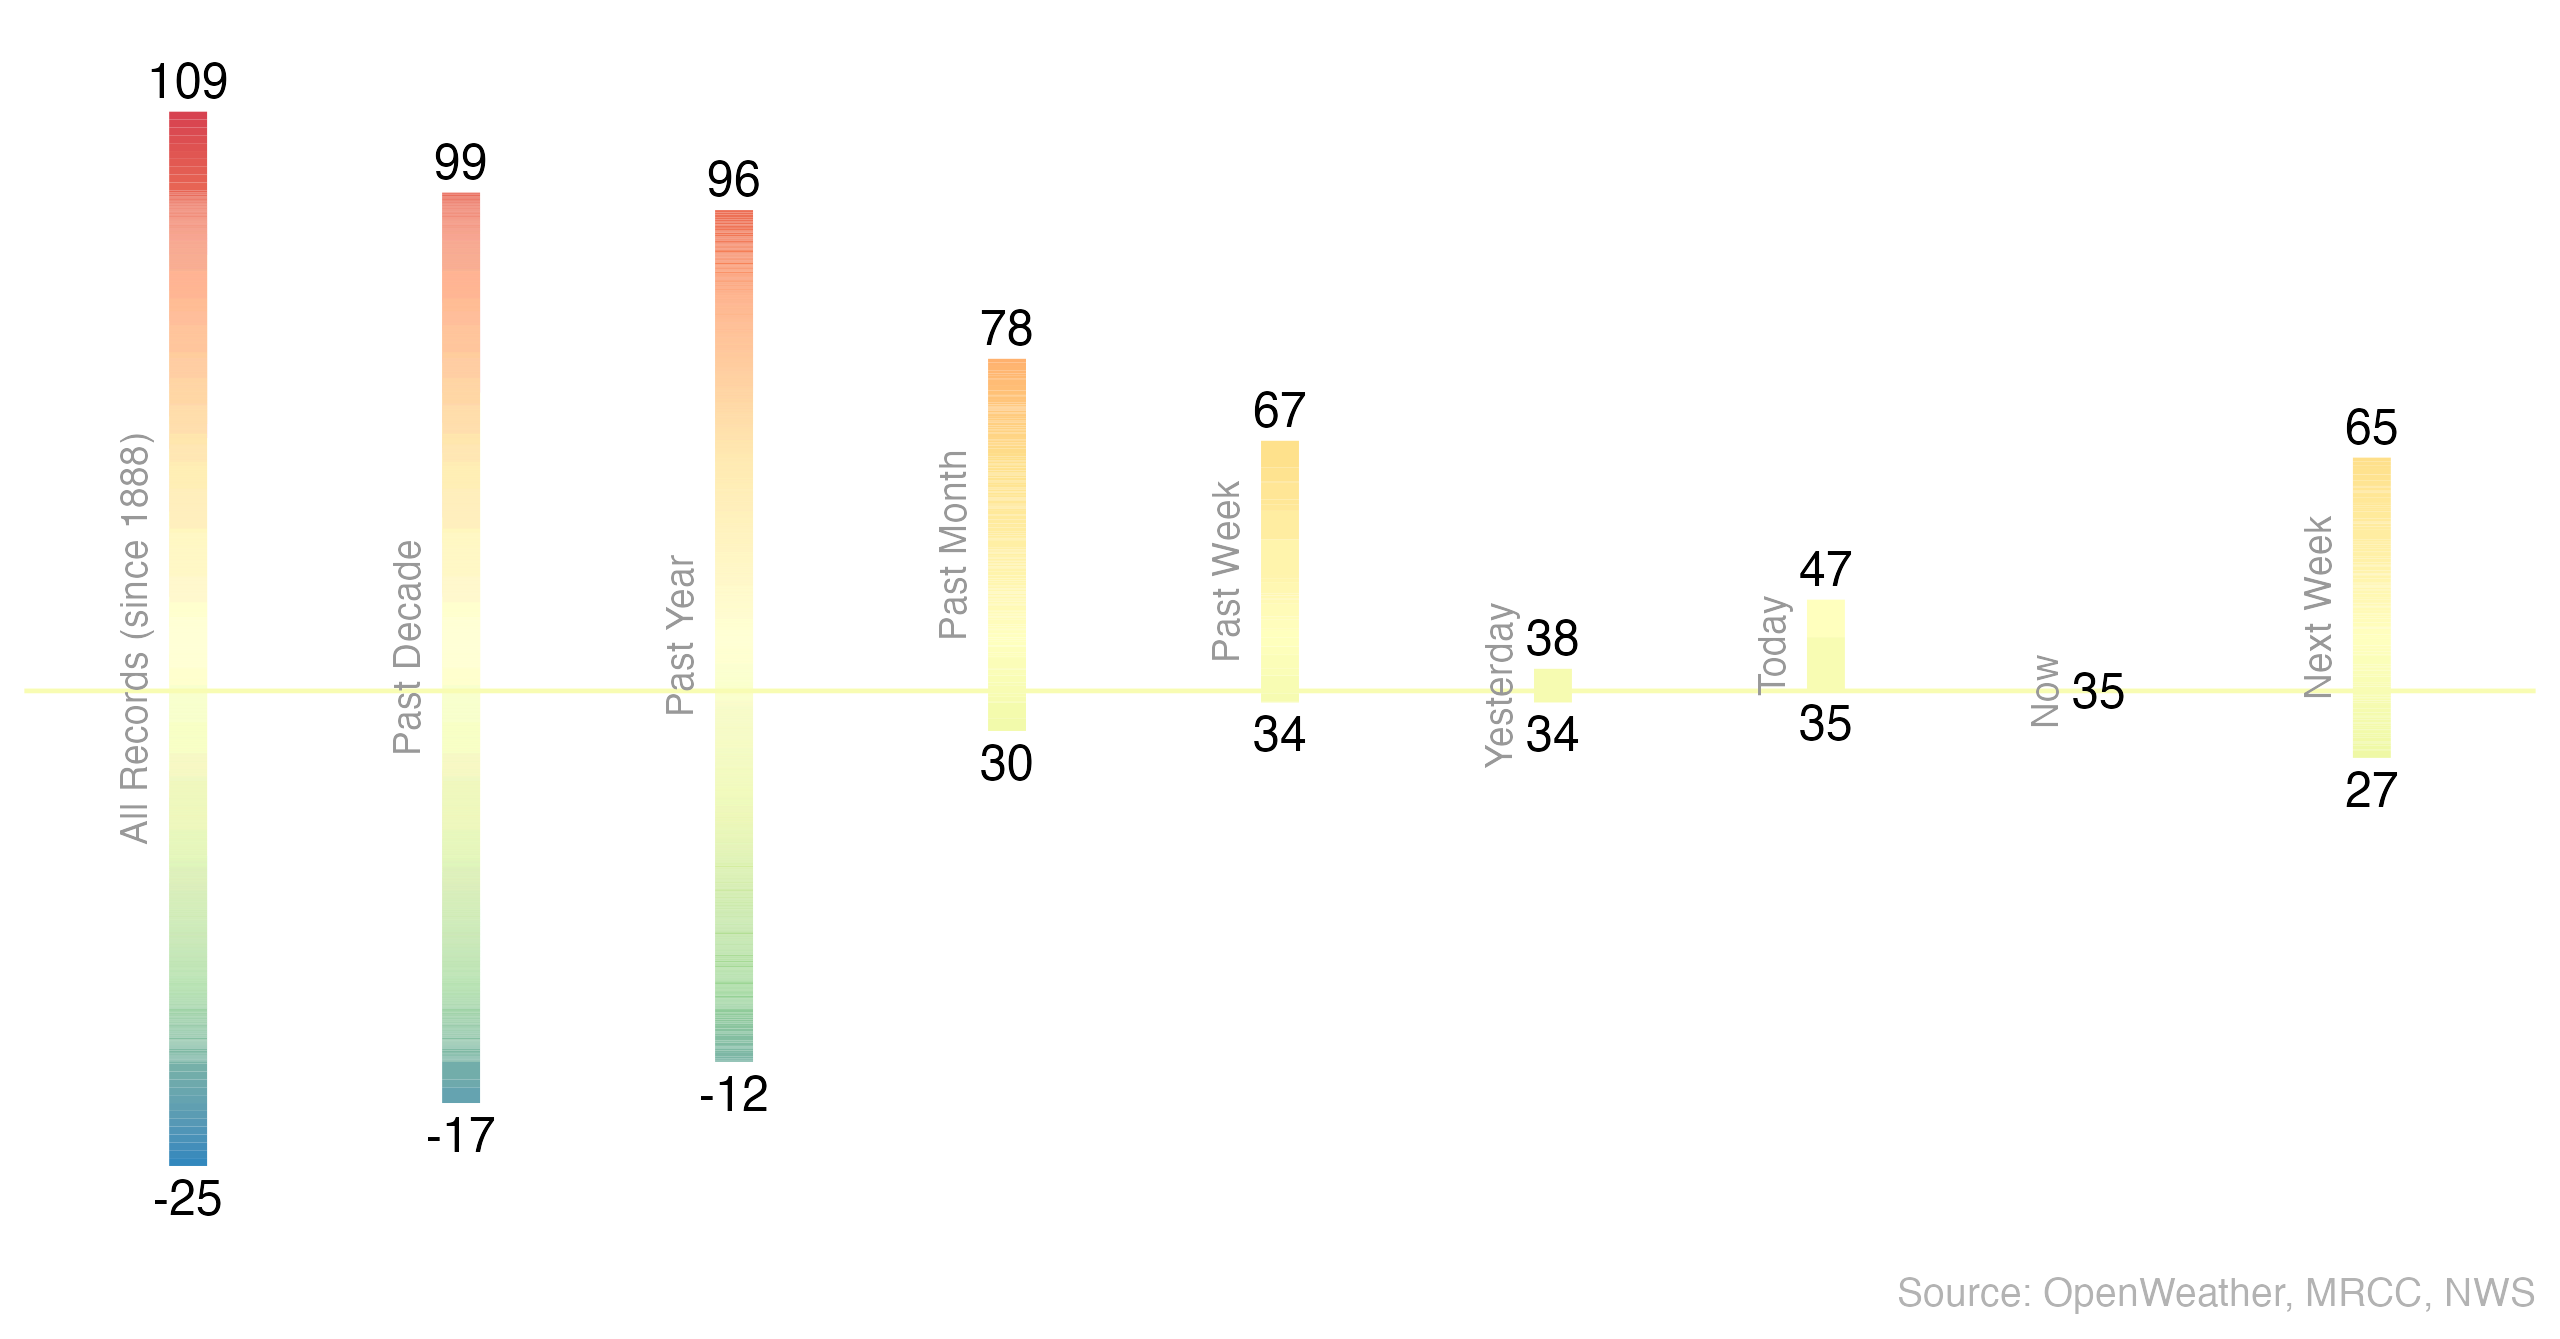 109
All Records (since 1888)
-25
99
Past Decade
-17
96
Past Year
-12
78
Past Month
30
67
Past Week
34
38
Yesterday
34
47
Today
35
Now
35
65
Next Week
27
Source: OpenWeather, MRCC, NWS